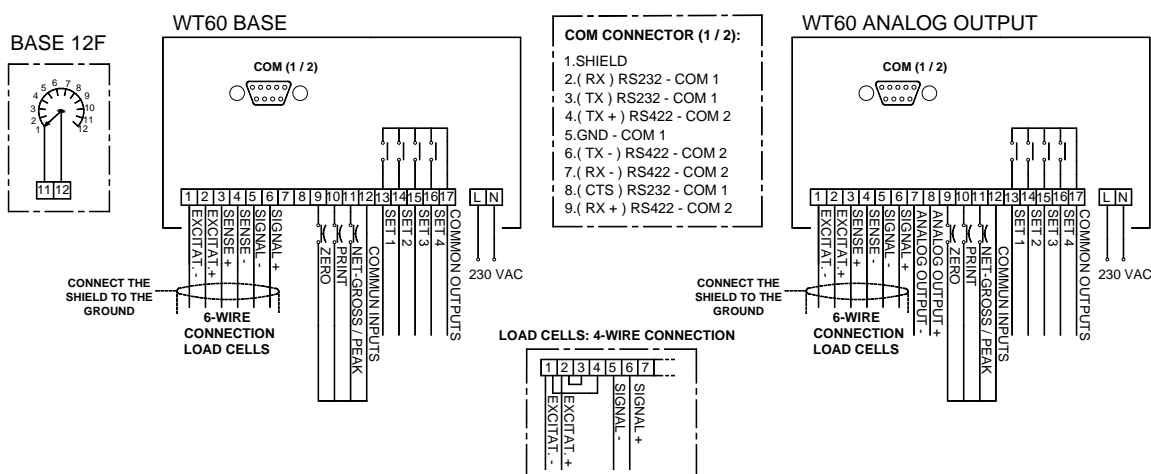 BASE 12F
1
2
3
4
5
6
7
8
9
10
11
12
11 12
WT60 BASE
COM (1 / 2)
1 2 3 4 5 6 7 8 9 10 11 12 13 14 15 16 17
L N
EXCITAT. -
EXCITAT. +
SENSE +
SENSE -
SIGNAL -
SIGNAL +
ZERO
PRINT
NET-GROSS / PEAK
COMMUN INPUTS
SET 1
SET 2
SET 3
SET 4
COMMON OUTPUTS
230 VAC
CONNECT THE
SHIELD TO THE
GROUND
6-WIRE
CONNECTION
LOAD CELLS
COM CONNECTOR (1 / 2):
1.SHIELD
2.( RX ) RS232 - COM 1
3.( TX ) RS232 - COM 1
4.( TX + ) RS422 - COM 2
5.GND - COM 1
6.( TX - ) RS422 - COM 2
7.( RX - ) RS422 - COM 2
8.( CTS ) RS232 - COM 1
9.( RX + ) RS422 - COM 2
LOAD CELLS: 4-WIRE CONNECTION
1 2 3 4 5 6 7
EXCITAT. -
EXCITAT. +
SIGNAL -
SIGNAL +
WT60 ANALOG OUTPUT
COM (1 / 2)
1 2 3 4 5 6 7 8 9 10 11 12 13 14 15 16 17
L N
EXCITAT. -
EXCITAT. +
SENSE +
SENSE -
SIGNAL -
SIGNAL +
ANALOG OUTPUT -
ANALOG OUTPUT +
ZERO
PRINT
NET-GROSS / PEAK
COMMUN INPUTS
SET 1
SET 2
SET 3
SET 4
COMMON OUTPUTS
230 VAC
CONNECT THE
SHIELD TO THE
GROUND
6-WIRE
CONNECTION
LOAD CELLS